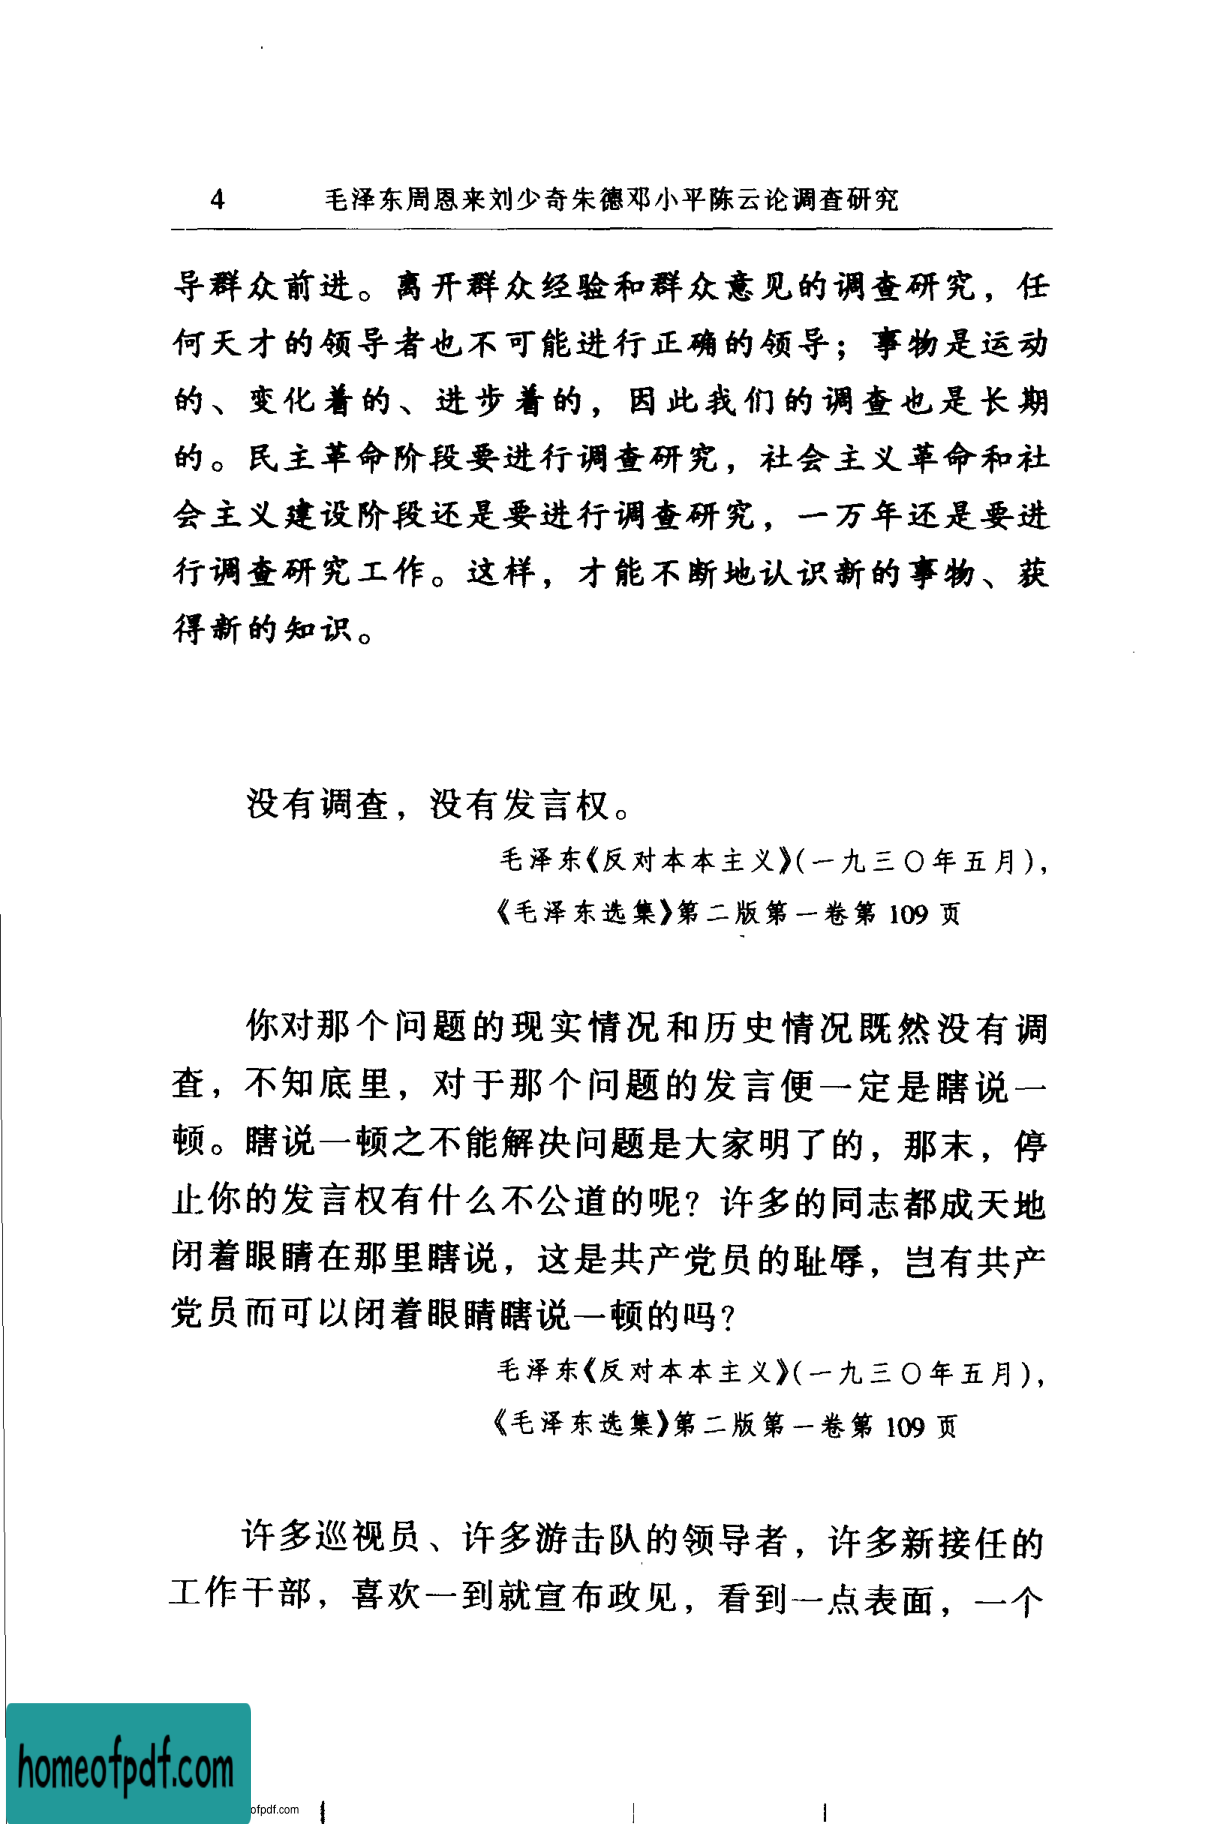 4 毛泽东周恩来刘少奇朱德邓小平陈云论调查研究
导群众前进。离开群众经验和群众意见的调查研究，任
何天才的领导者也不可能进行正确的领导；事物是运动
的、变化着的、进步着的，因此我们的调查也是长期
的。民主革命阶段要进行调查研究，社会主义革命和社
会主义建设阶段还是要进行调查研究，一万年还是要进
行调查研究工作。这样，才能不断地认识新的事物、获
得新的知识。
没有调查，没有发言权。
毛泽东《反对本本主义》(一九三〇年五月)，
《毛泽东选集》第二版第一卷第 109 页
你对那个问题的现实情况和历史情况既然没有调
查，不知底里，对于那个问题的发言便一定是瞎说一
顿。瞎说一顿之不能解决问题是大家明了的，那末，停
止你的发言权有什么不公道的呢？许多的同志都成天地
闭着眼睛在那里瞎说，这是共产党员的耻辱，岂有共产
党员而可以闭着眼睛瞎说一顿的吗？
毛泽东《反对本本主义》(一九三〇年五月)，
《毛泽东选集》第二版第一卷第 109 页
许多巡视员、许多游击队的领导者，许多新接任的
工作干部，喜欢一到就宣布政见，看到一点表面，一个
homeofpdf.com
ofpdf.com